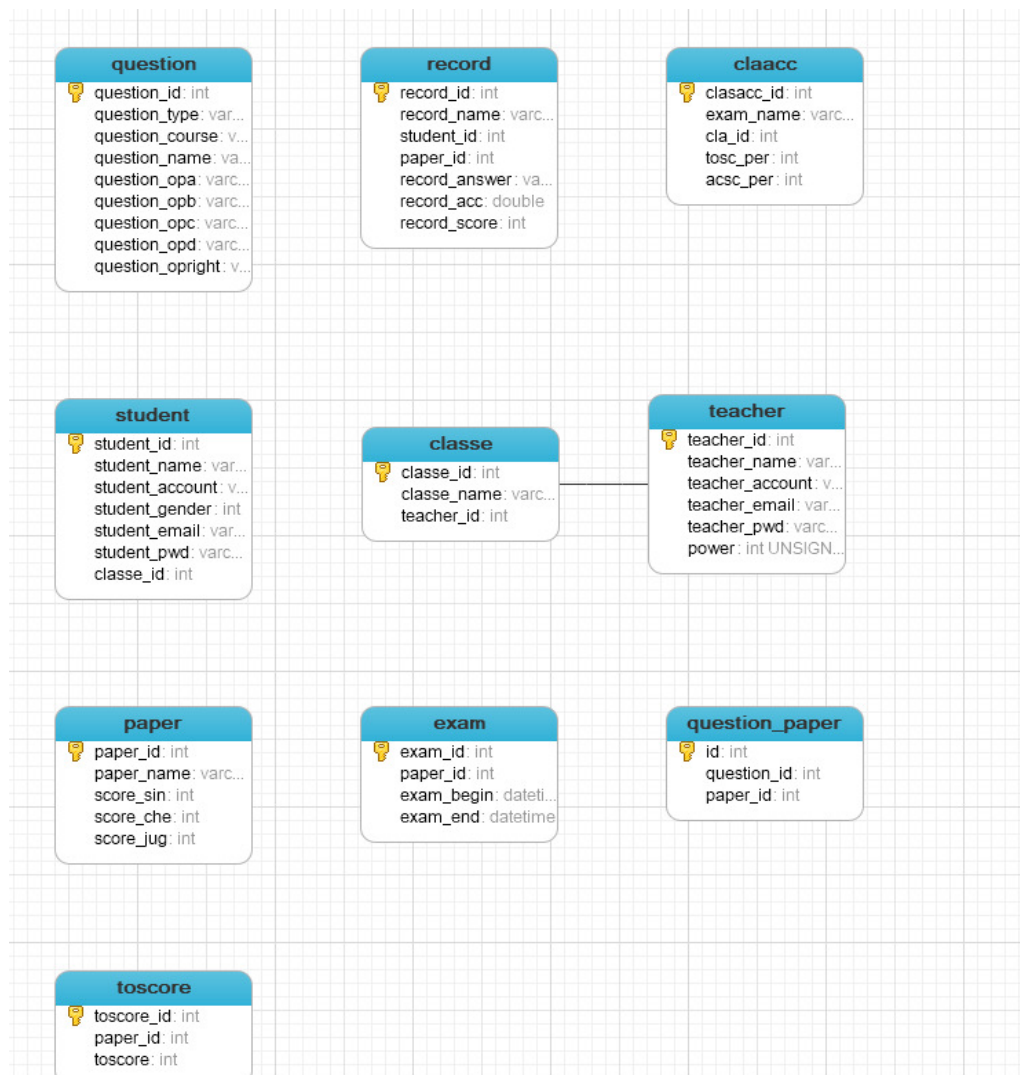 question
question_id: int
question_type: var...
question_course: v...
question_name: va...
question_opa: varc...
question_opb: varc...
question_opc: varc...
question_opd: varc...
question_opright: v...
record
record_id: int
record_name: varc...
student_id: int
paper_id: int
record_answer: va...
record_acc: double
record_score: int
claacc
clasacc_id: int
exam_name: varc...
cla_id: int
tosc_per: int
acsc_per: int
student
student_id: int
student_name: var...
student_account: v...
student_gender: int
student_email: var...
student_pwd: varc...
classe_id: int
classe
classe_id: int
classe_name: varc...
teacher_id: int
teacher
teacher_id: int
teacher_name: var...
teacher_account: v...
teacher_email: var...
teacher_pwd: varc...
power: int UNSIGN...
paper
paper_id: int
paper_name: varc...
score_sin: int
score_che: int
score_jug: int
exam
exam_id: int
paper_id: int
exam_begin: dateti...
exam_end: datetime
question_paper
id: int
question_id: int
paper_id: int
toscore
toscore_id: int
paper_id: int
toscore: int